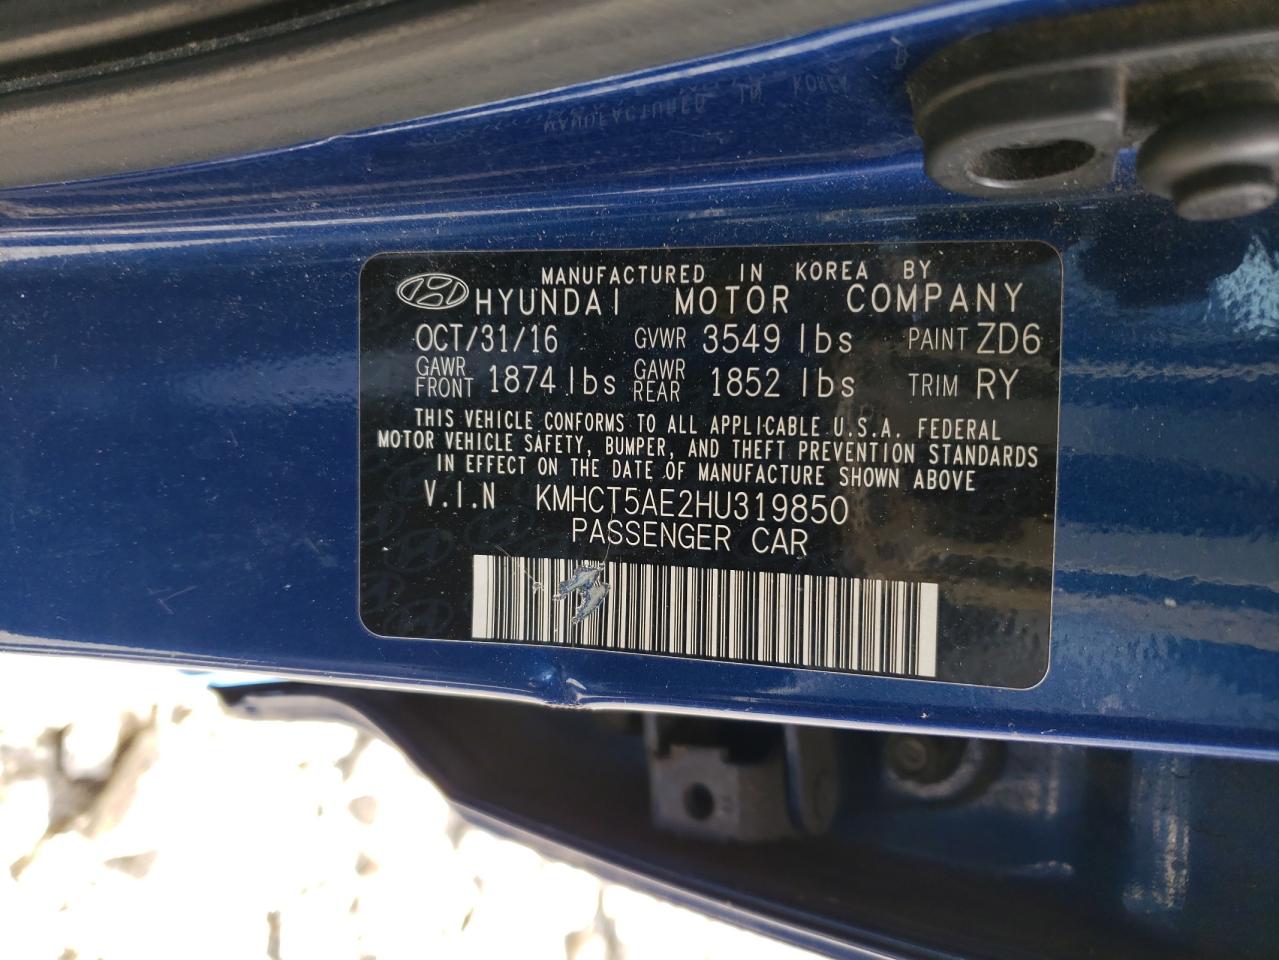 MANUFACTURED IN KOREA BY
HYUNDAI MOTOR COMPANY
OCT/31/16 GVWR 3549 lbs PAINT ZD6
GAWR FRONT 1874 lbs GAWR REAR 1852 lbs TRIM RY
THIS VEHICLE CONFORMS TO ALL APPLICABLE U.S.A. FEDERAL
MOTOR VEHICLE SAFETY, BUMPER, AND THEFT PREVENTION STANDARDS
IN EFFECT ON THE DATE OF MANUFACTURE SHOWN ABOVE
V.I.N KMHCT5AE2HU319850
PASSENGER CAR